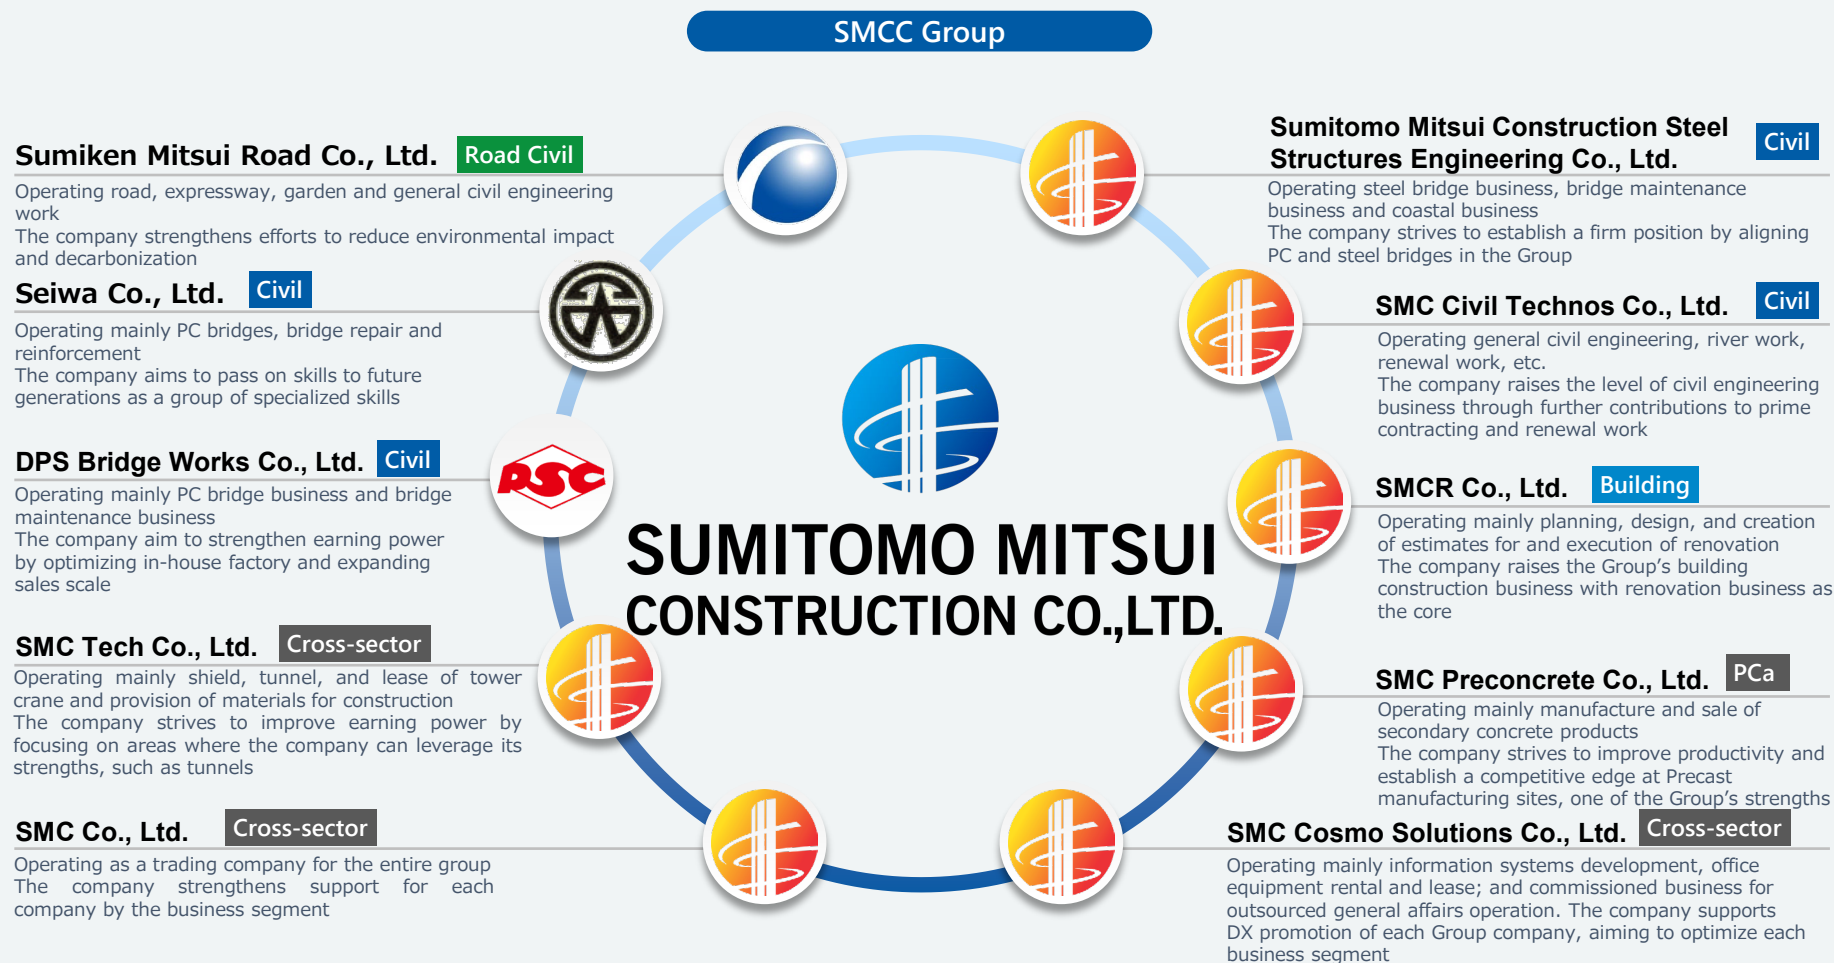 SMCC Group
Sumiken Mitsui Road Co., Ltd.
Road Civil
Operating road, expressway, garden and general civil engineering
work
The company strengthens efforts to reduce environmental impact
and decarbonization
Seiwa Co., Ltd.
Civil
Operating mainly PC bridges, bridge repair and
reinforcement
The company aims to pass on skills to future
generations as a group of specialized skills
DPS Bridge Works Co., Ltd.
Civil
Operating mainly PC bridge business and bridge
maintenance business
The company aim to strengthen earning power
by optimizing in-house factory and expanding
sales scale
SMC Tech Co., Ltd.
Cross-sector
Operating mainly shield, tunnel, and lease of tower
crane and provision of materials for construction
The company strives to improve earning power by
focusing on areas where the company can leverage its
strengths, such as tunnels
SMC Co., Ltd.
Cross-sector
Operating as a trading company for the entire group
The company strengthens support for each
company by the business segment
PSC
SUMITOMO MITSUI
CONSTRUCTION CO.,LTD.
Sumitomo Mitsui Construction Steel
Structures Engineering Co., Ltd.
Civil
Operating steel bridge business, bridge maintenance
business and coastal business
The company strives to establish a firm position by aligning
PC and steel bridges in the Group
SMC Civil Technos Co., Ltd.
Civil
Operating general civil engineering, river work,
renewal work, etc.
The company raises the level of civil engineering
business through further contributions to prime
contracting and renewal work
SMCR Co., Ltd.
Building
Operating mainly planning, design, and creation
of estimates for and execution of renovation
The company raises the Group's building
construction business with renovation business as
the core
SMC Preconcrete Co., Ltd.
PCa
Operating mainly manufacture and sale of
secondary concrete products
The company strives to improve productivity and
establish a competitive edge at Precast
manufacturing sites, one of the Group's strengths
SMC Cosmo Solutions Co., Ltd.
Cross-sector
Operating mainly information systems development, office
equipment rental and lease; and commissioned business for
outsourced general affairs operation. The company supports
DX promotion of each Group company, aiming to optimize each
business segment